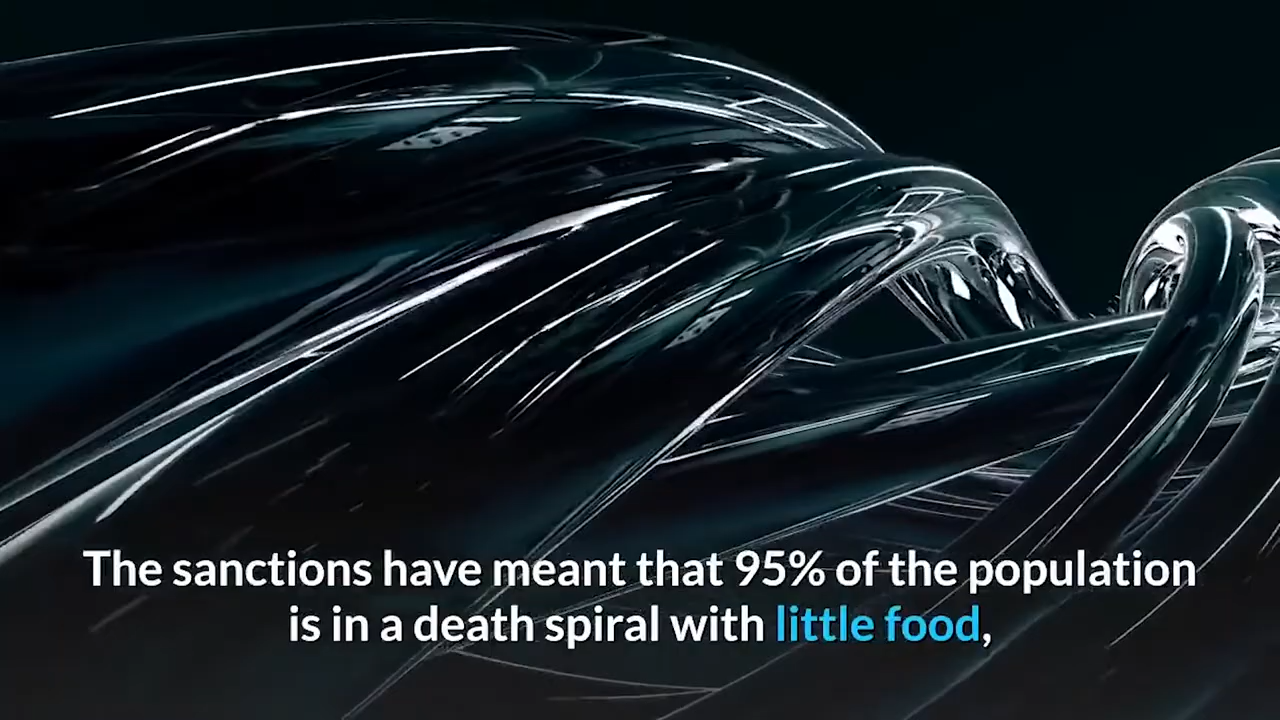 The sanctions have meant that 95% of the population
is in a death spiral with little food,